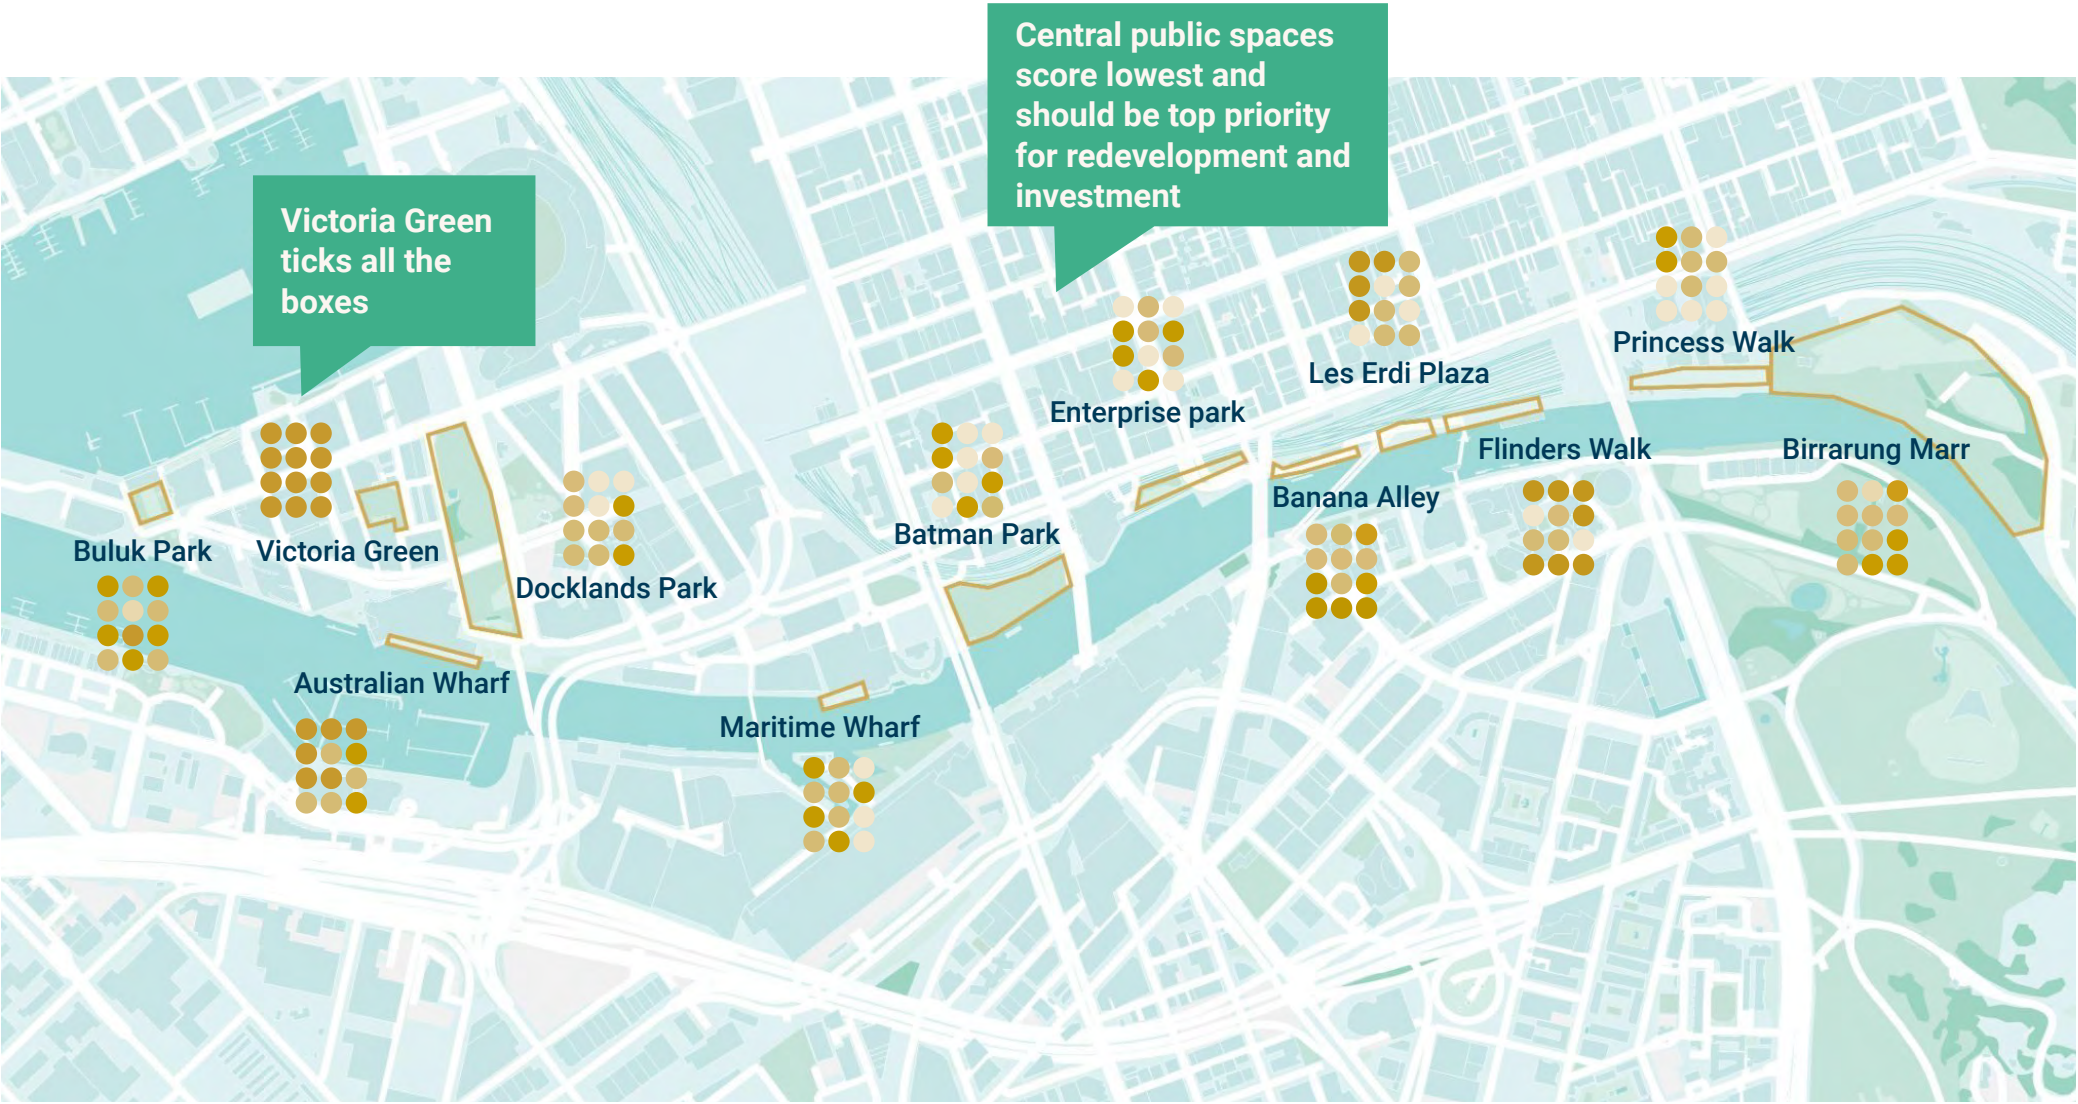 Central public spaces
score lowest and
should be top priority
for redevelopment and
investment
Victoria Green
ticks all the
boxes
Princess Walk
Les Erdi Plaza
Enterprise park
Flinders Walk
Birrarung Marr
Banana Alley
Batman Park
Buluk Park
Victoria Green
Docklands Park
Australian Wharf
Maritime Wharf